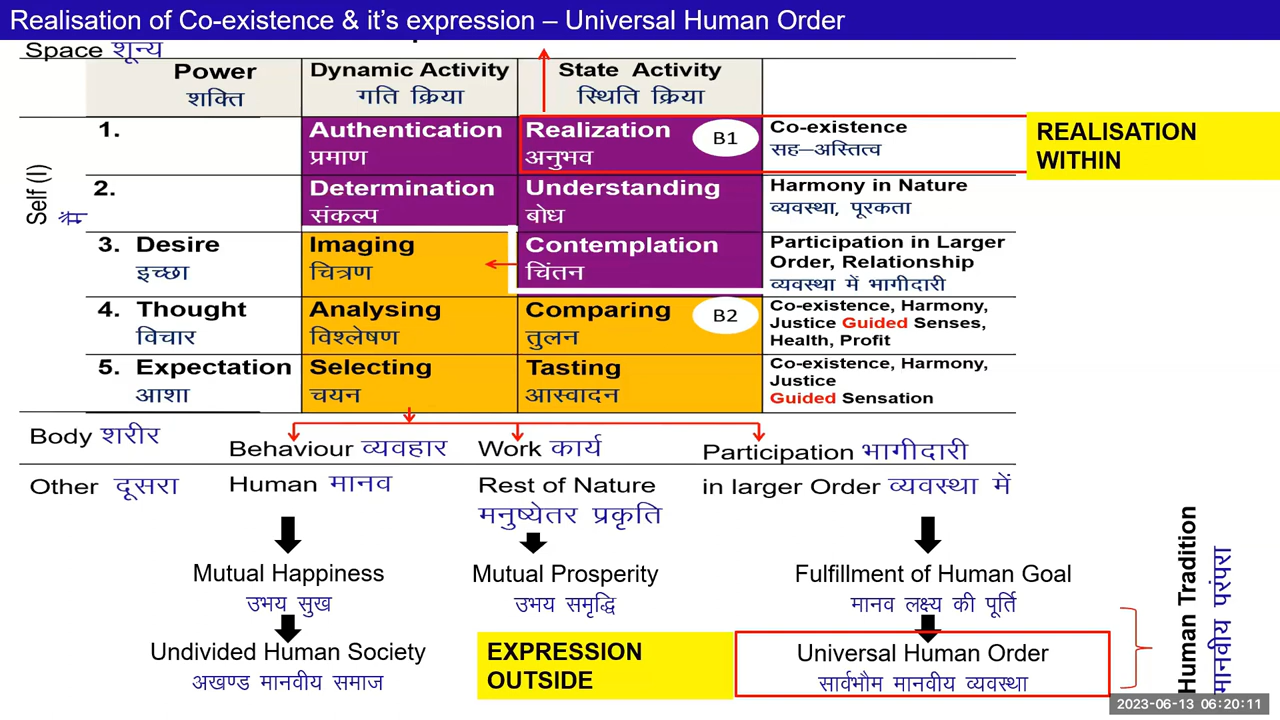 Realisation of Co-existence & it's expression – Universal Human Order
Space शून्य
Power
शक्ति
Dynamic Activity
गति क्रिया
State Activity
स्थिति क्रिया
Self (I)
मैं
1.
Authentication
प्रमाण
Realization
अनुभव
B1
Co-existence
सह–अस्तित्व
REALISATION
WITHIN
2.
Determination
संकल्प
Understanding
बोध
Harmony in Nature
व्यवस्था, पूरकता
3. Desire
इच्छा
Imaging
चित्रण
Contemplation
चिंतन
Participation in Larger
Order, Relationship
व्यवस्था में भागीदारी
4. Thought
विचार
Analysing
विश्लेषण
Comparing
तुलन
B2
Co-existence, Harmony,
Justice Guided Senses,
Health, Profit
5. Expectation
आशा
Selecting
चयन
Tasting
आस्वादन
Co-existence, Harmony,
Justice
Guided Sensation
Body शरीर
Behaviour व्यवहार
Work कार्य
Participation भागीदारी
Other दूसरा
Human मानव
Rest of Nature
मनुष्येतर प्रकृति
in larger Order व्यवस्था में
Mutual Happiness
उभय सुख
Mutual Prosperity
उभय समृद्धि
Fulfillment of Human Goal
मानव लक्ष्य की पूर्ति
Undivided Human Society
अखण्ड मानवीय समाज
EXPRESSION
OUTSIDE
Universal Human Order
सार्वभौम मानवीय व्यवस्था
Human Tradition
मानवीय परंपरा
2023-06-13 06:20:11